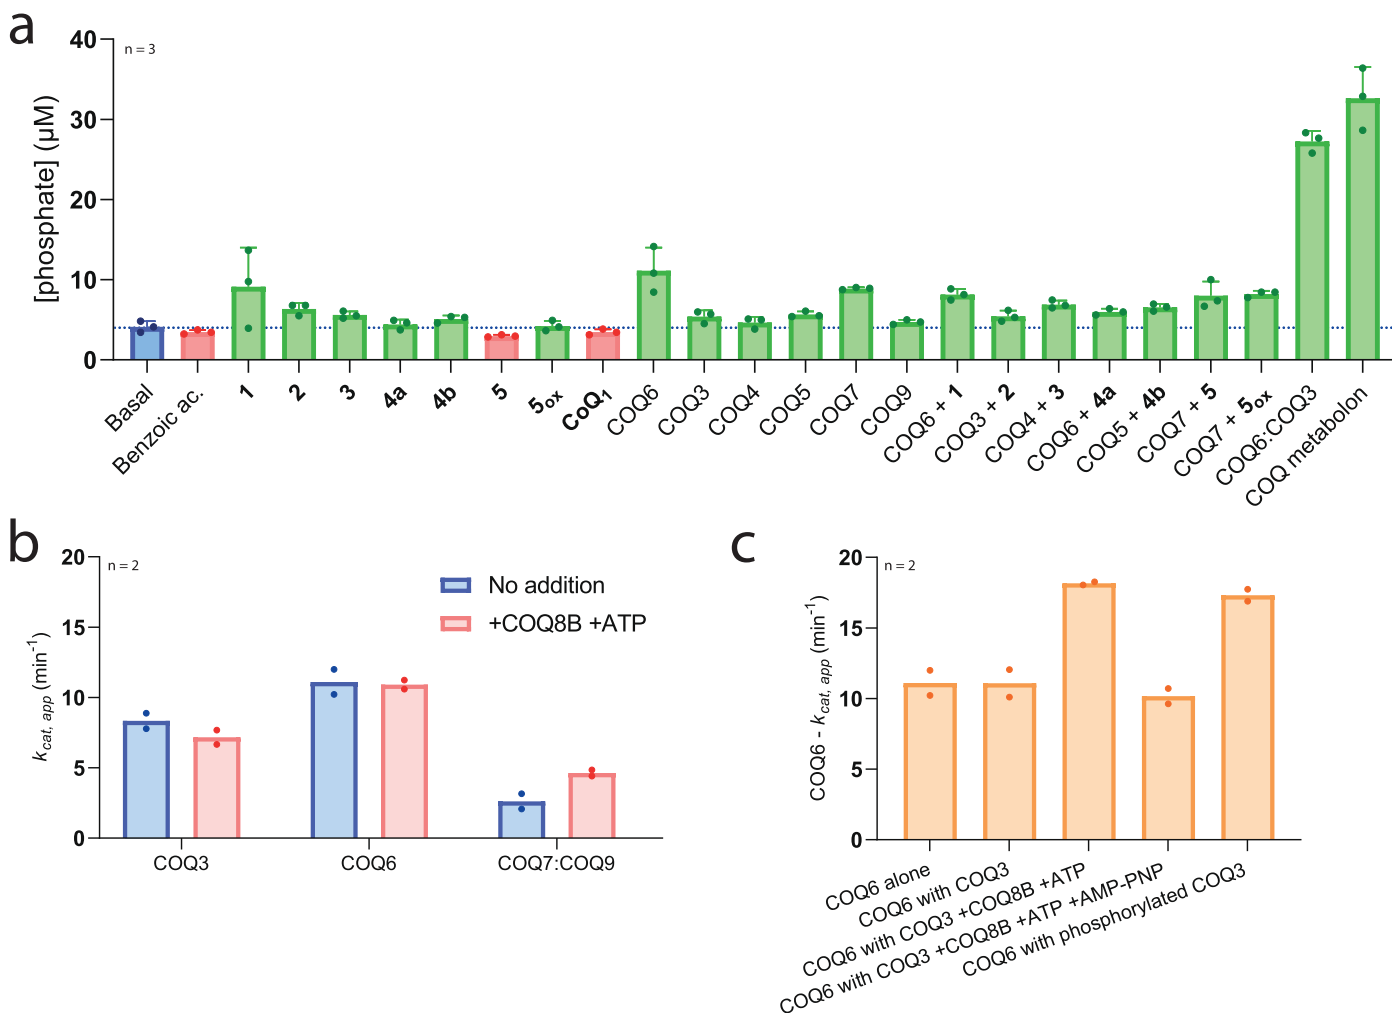 a
n = 3
[phosphate] (µM)
40
30
20
10
0
Basal
Benzoic ac.
1
2
3
4a
4b
5
5ox
CoQ1
COQ6
COQ3
COQ4
COQ5
COQ7
COQ9
COQ6 + 1
COQ3 + 2
COQ4 + 3
COQ6 + 4a
COQ5 + 4b
COQ7 + 5
COQ7 + 5ox
COQ6:COQ3
COQ metabolon
b
n = 2
kcat, app (min-1)
20
15
10
5
0
No addition
+COQ8B +ATP
COQ3
COQ6
COQ7:COQ9
c
n = 2
COQ6 - kcat, app (min-1)
20
15
10
5
0
COQ6 alone
COQ6 with COQ3
COQ6 with COQ3 +COQ8B +ATP
COQ6 with COQ3 +COQ8B +ATP +AMP-PNP
COQ6 with phosphorylated COQ3